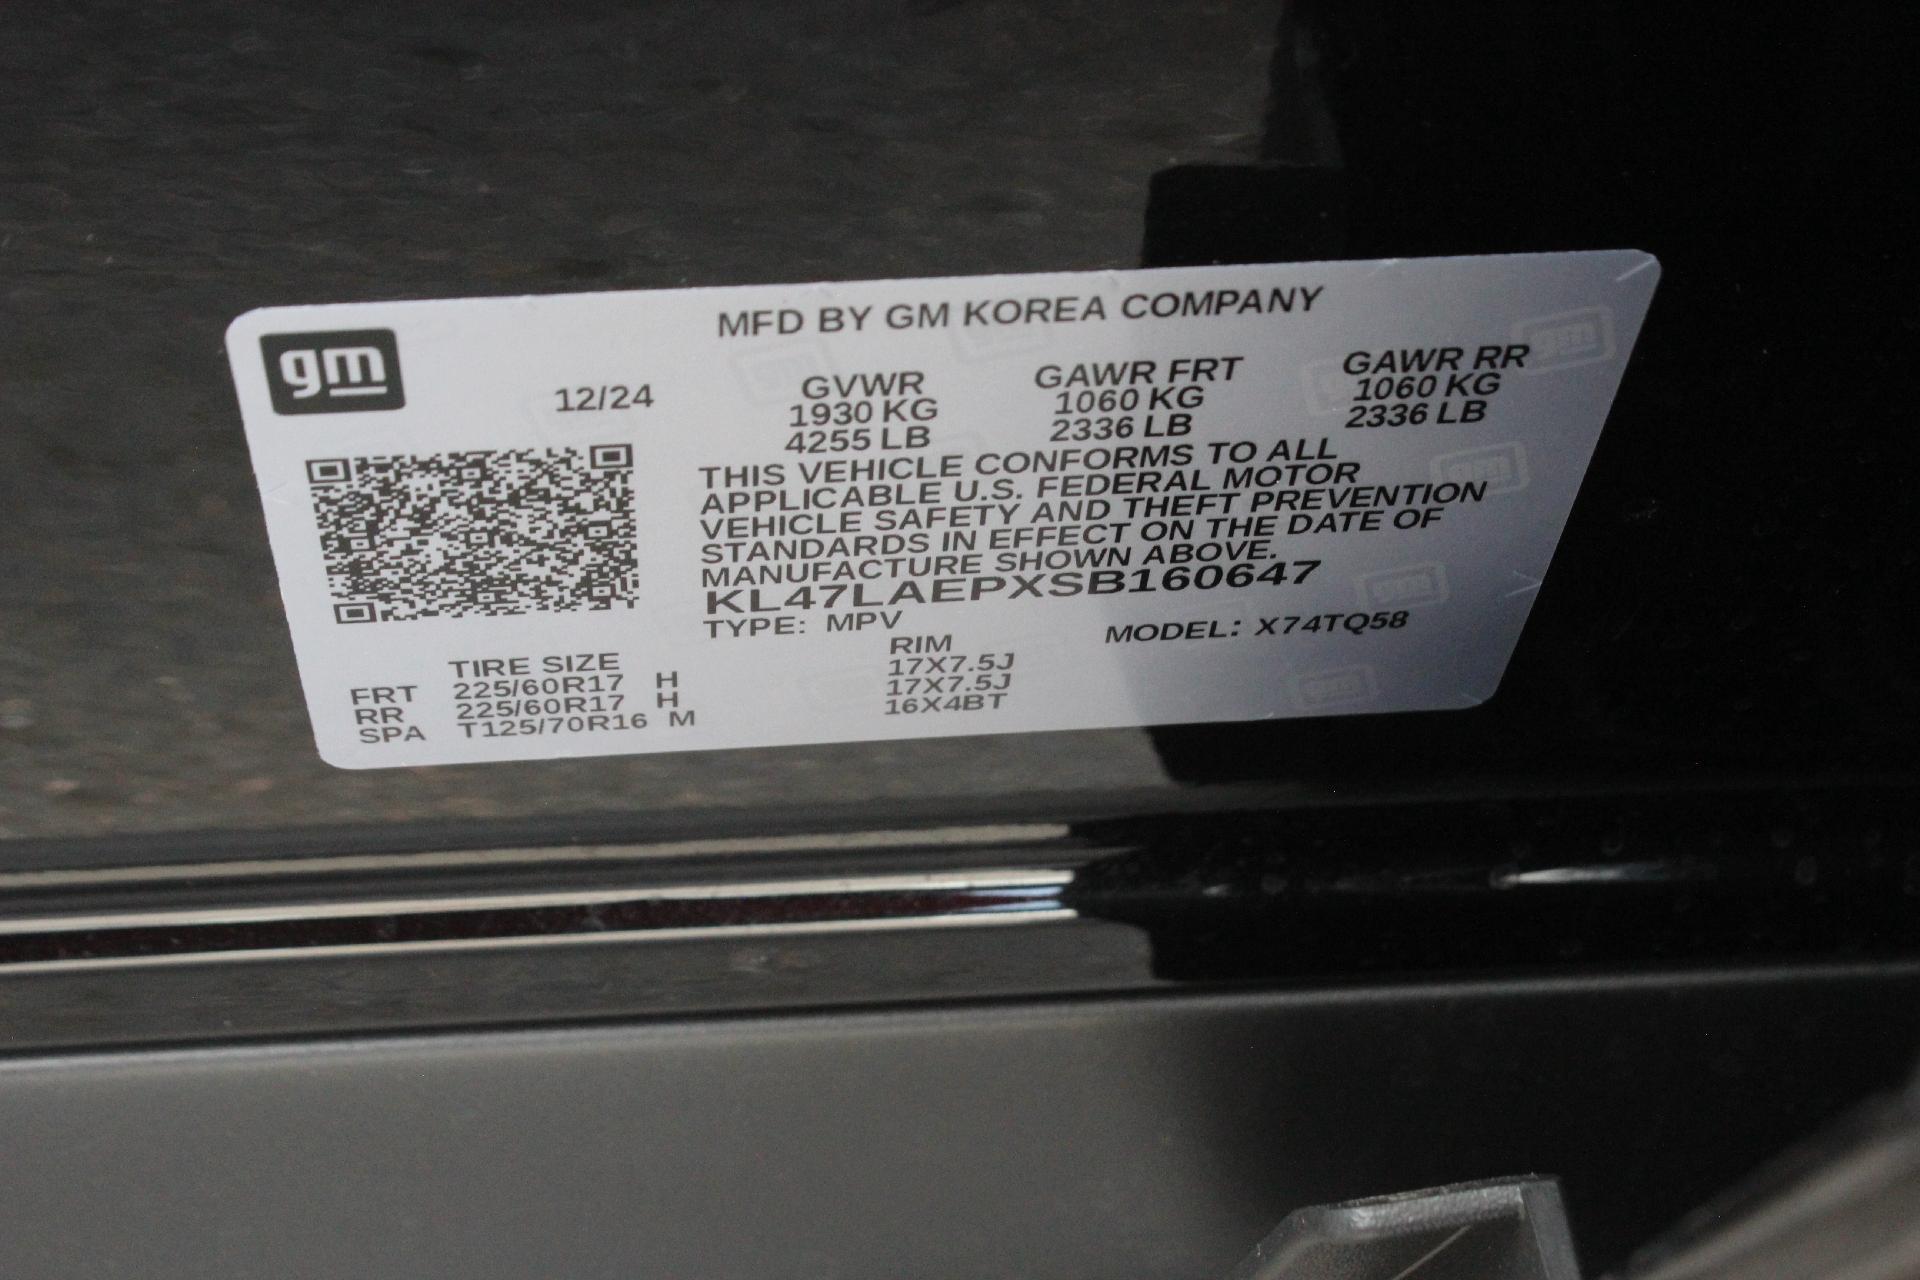 gm
MFD BY GM KOREA COMPANY
12/24
GVWR GAWR FRT GAWR RR
1930 KG 1060 KG 1060 KG
4255 LB 2336 LB 2336 LB
THIS VEHICLE CONFORMS TO ALL
APPLICABLE U.S. FEDERAL MOTOR
VEHICLE SAFETY AND THEFT PREVENTION
STANDARDS IN EFFECT ON THE DATE OF
MANUFACTURE SHOWN ABOVE.
KL47LAEPXSB160647
TYPE: MPV MODEL: X74TQ58
TIRE SIZE RIM
FRT 225/60R17 H 17X7.5J
RR 225/60R17 H 17X7.5J
SPA T125/70R16 M 16X4BT